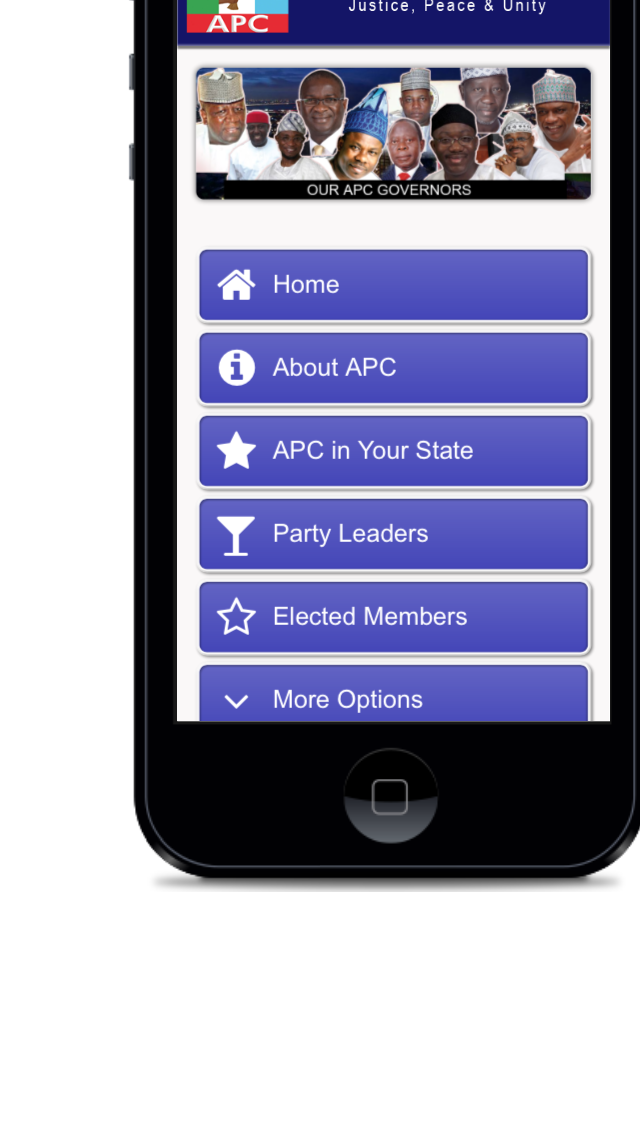 Justice, Peace & Unity
APC
OUR APC GOVERNORS
Home
About APC
APC in Your State
Party Leaders
Elected Members
More Options